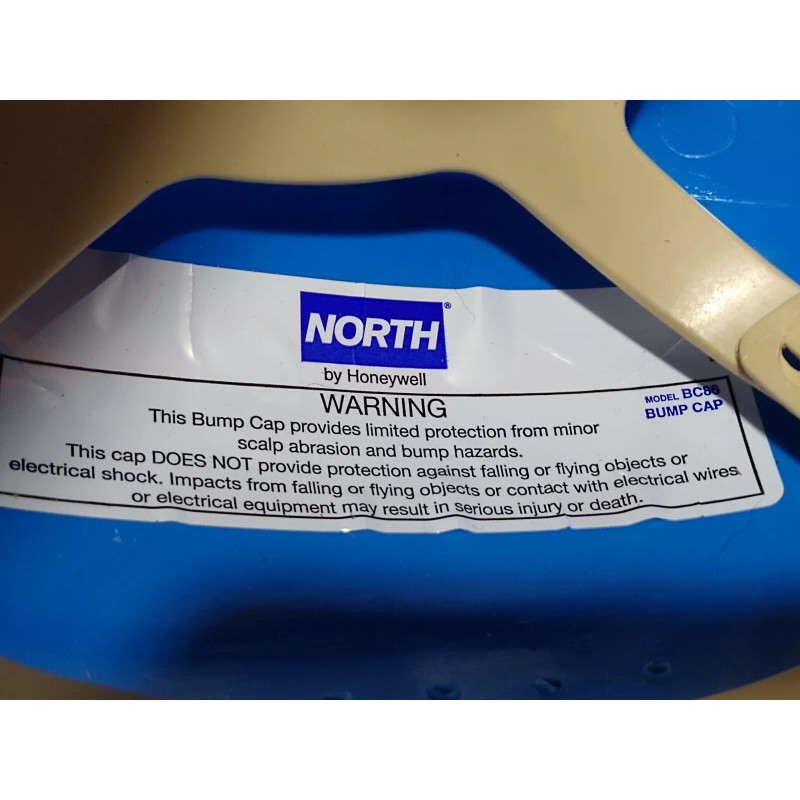 NORTH®
by Honeywell
WARNING
MODEL BC86
BUMP CAP
This Bump Cap provides limited protection from minor
scalp abrasion and bump hazards.
This cap DOES NOT provide protection against falling or flying objects or
electrical shock. Impacts from falling or flying objects or contact with electrical wires
or electrical equipment may result in serious injury or death.